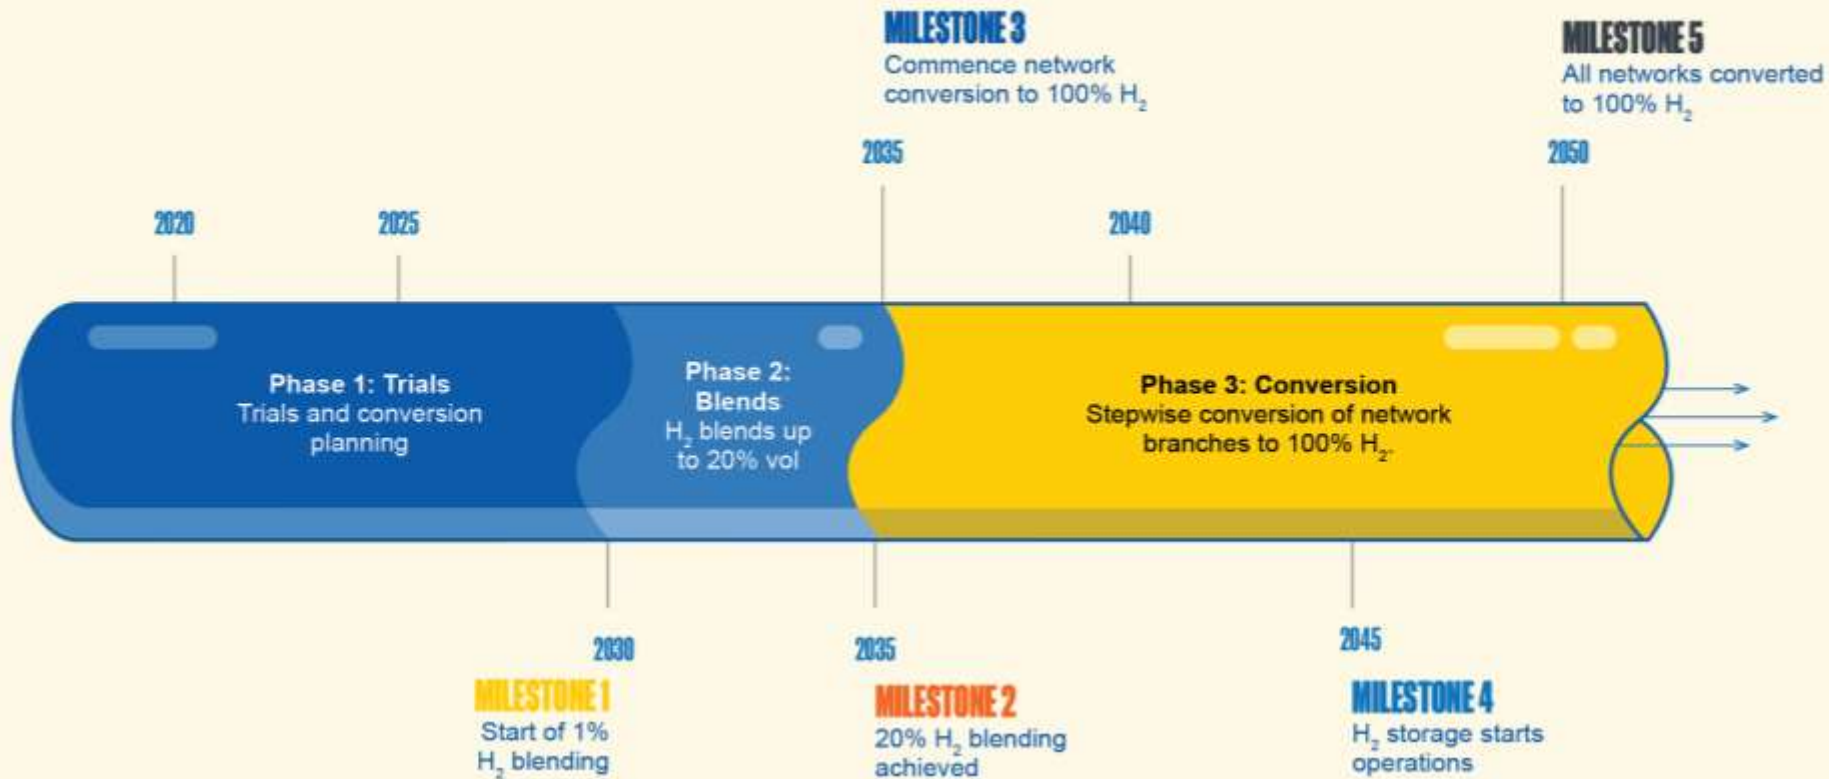 MILESTONE 3
Commence network
conversion to 100% H₂
MILESTONE 5
All networks converted
to 100% H₂
2035
2050
2020
2025
2040
Phase 1: Trials
Trials and conversion
planning
Phase 2:
Blends
H₂ blends up
to 20% vol
Phase 3: Conversion
Stepwise conversion of network
branches to 100% H₂.
2030
MILESTONE 1
Start of 1%
H₂ blending
2035
MILESTONE 2
20% H₂ blending
achieved
2045
MILESTONE 4
H₂ storage starts
operations